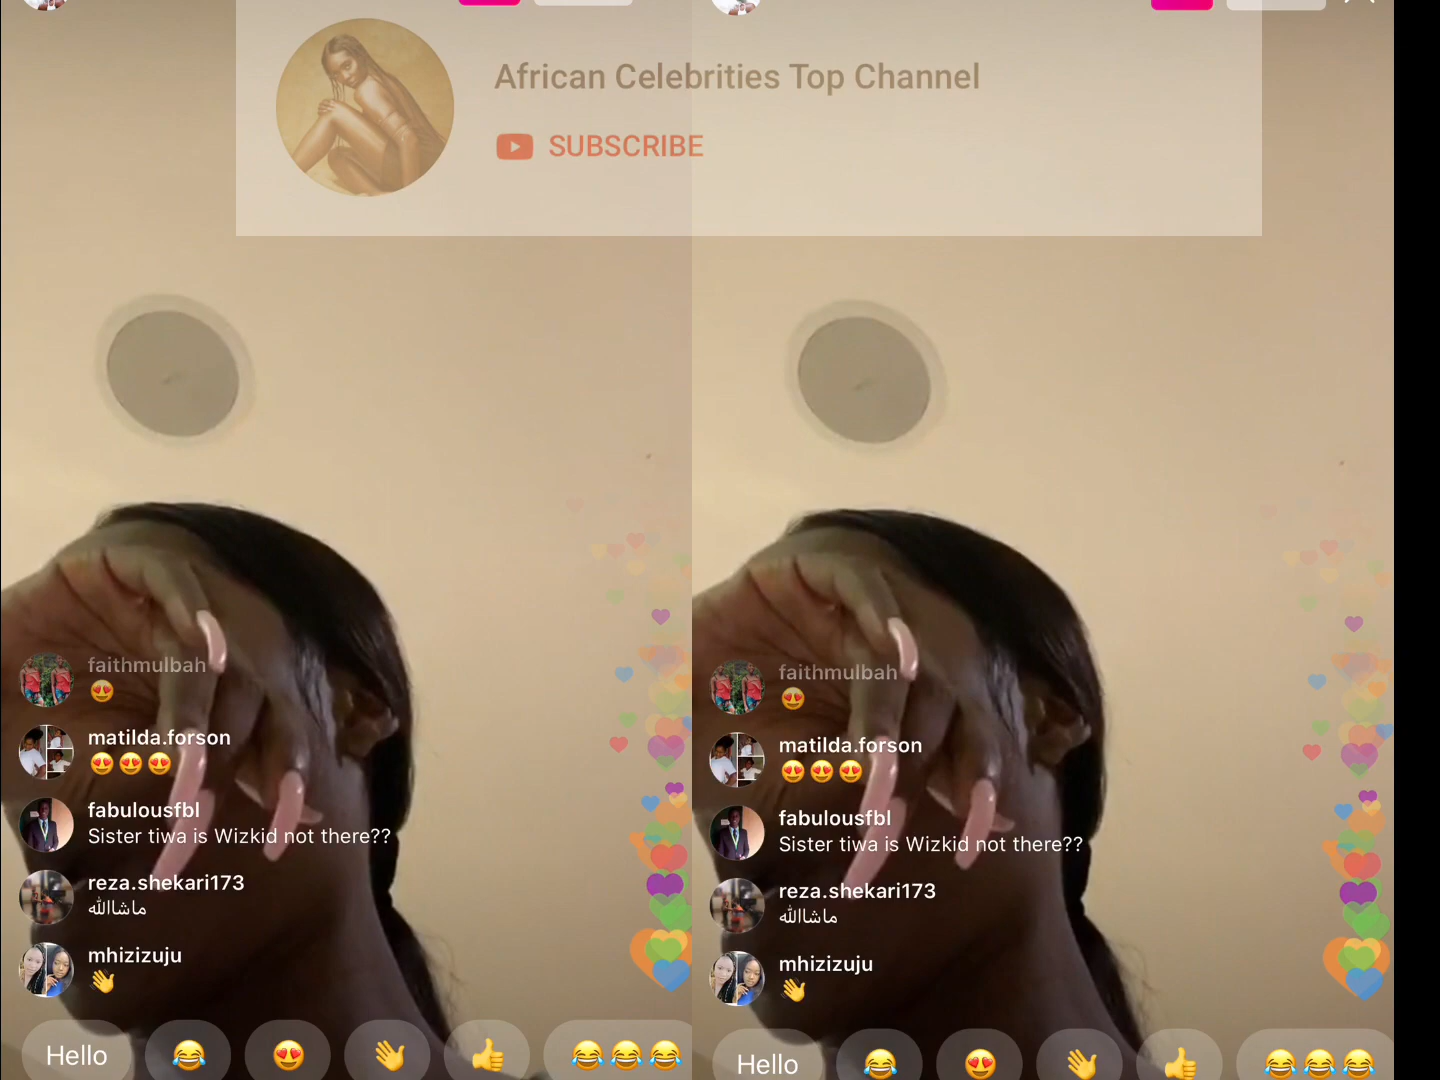 African Celebrities Top Channel
SUBSCRIBE
faithmulbah
😍
matilda.forson
😍😍😍
fabulousfbl
Sister tiwa is Wizkid not there??
reza.shekari173
ماشاالله
mhizizuju
👋
Hello 😂 😍 👋 👍 😂😂😂
faithmulbah
😍
matilda.forson
😍😍😍
fabulousfbl
Sister tiwa is Wizkid not there??
reza.shekari173
ماشاالله
mhizizuju
👋
Hello 😂 😍 👋 👍 😂😂😂